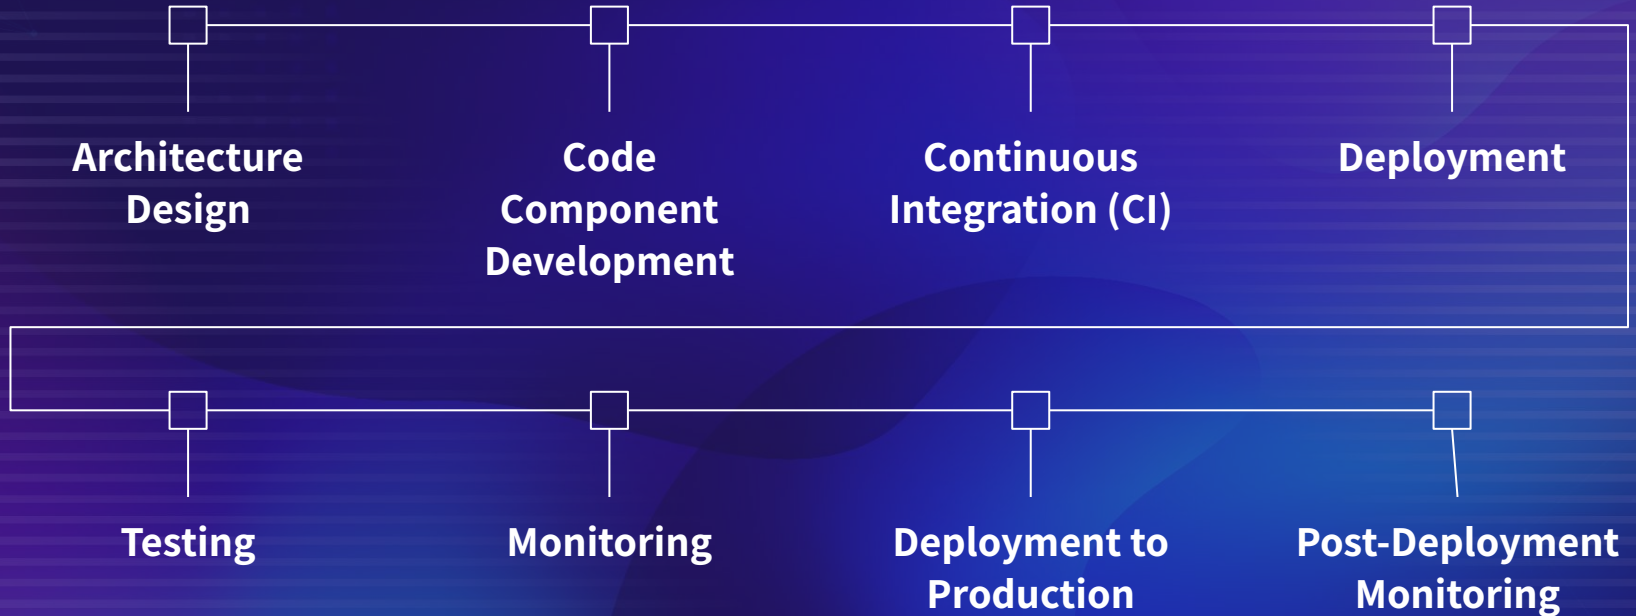 Architecture
Design
Code
Component
Development
Continuous
Integration (CI)
Deployment
Testing
Monitoring
Deployment to
Production
Post-Deployment
Monitoring